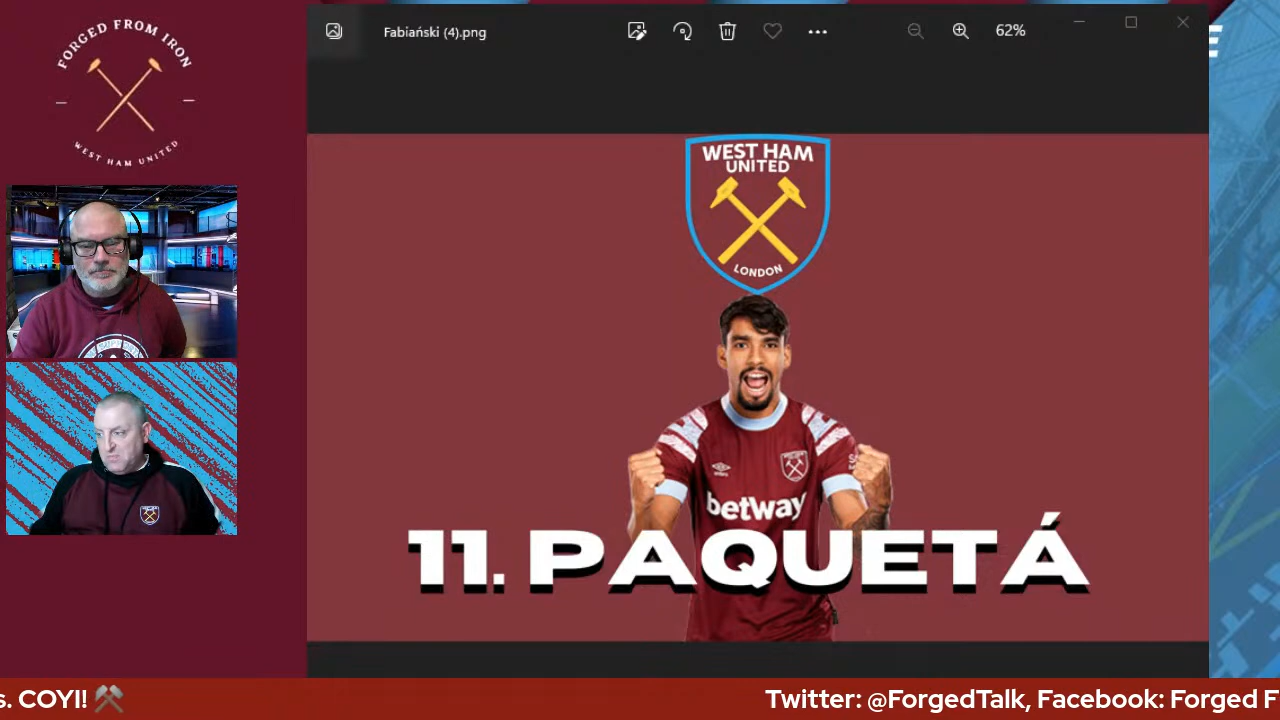 FORGED FROM IRON
WEST HAM UNITED
Fabiański (4).png
62%
WEST HAM
UNITED
LONDON
betway
11. PAQUETÁ
s. COYI! ⚒
Twitter: @ForgedTalk, Facebook: Forged F